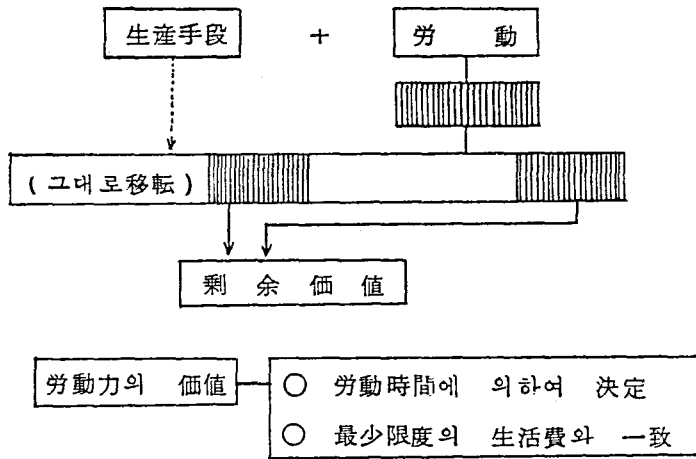 生産手段 + 労 動
(그대로移転)
剰 余 価 値
労動力의 価値
○ 労動時間에 의하여 決定
○ 最少限度의 生活費와 一致